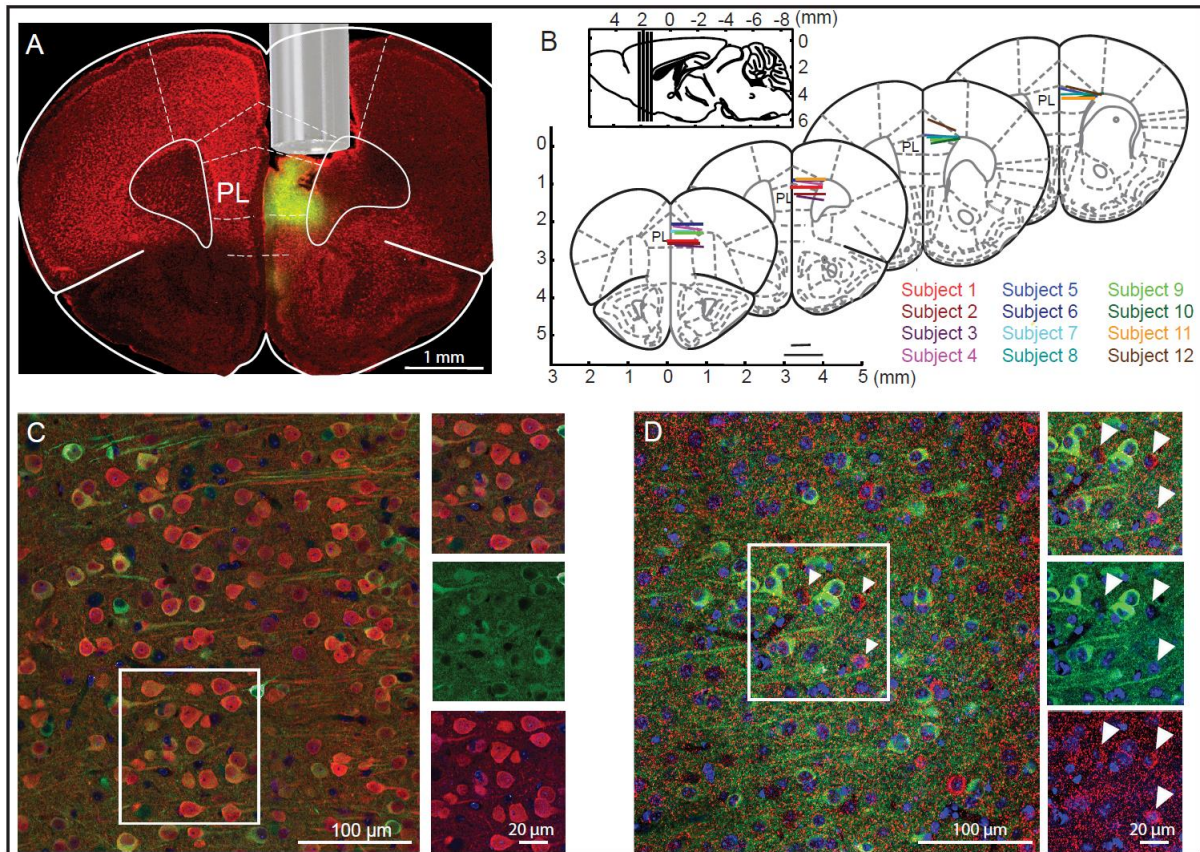 A
PL
1 mm
B
4 2 0 -2 -4 -6 -8 (mm)
0
2
4
6
0
1
2
3
4
5
PL
PL
PL
PL
3 2 1 0 1 2 3 4 5 (mm)
Subject 1 Subject 5 Subject 9
Subject 2 Subject 6 Subject 10
Subject 3 Subject 7 Subject 11
Subject 4 Subject 8 Subject 12
C
100 µm
20 µm
D
100 µm
20 µm